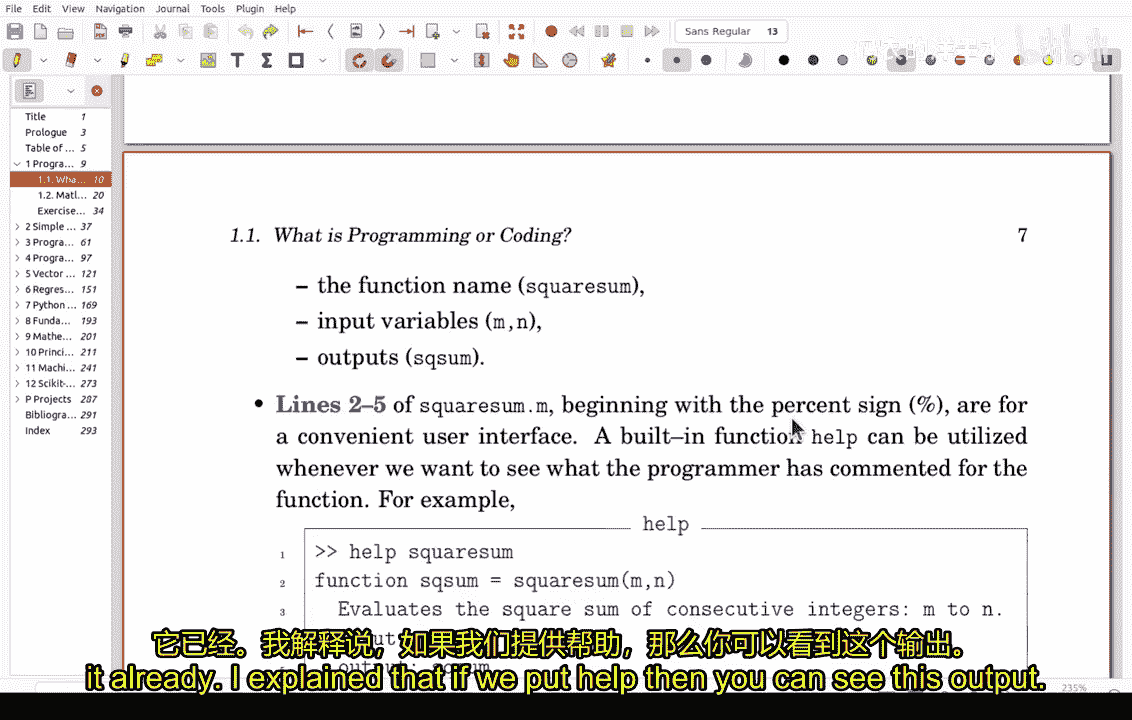 File Edit View Navigation Journal Tools Plugin Help
Sans Regular 13
Title 1
Prologue 3
Table of ... 5
1 Progra... 9
1.1. Wha... 10
1.2. Matl... 20
Exercise... 34
2 Simple ... 37
3 Progra... 61
4 Progra... 97
5 Vector ... 121
6 Regres... 151
7 Python ... 169
8 Funda... 193
9 Mathe... 201
10 Princi... 211
11 Machi... 241
12 Scikit-... 273
P Projects 287
Bibliogra... 291
Index 293
1.1. What is Programming or Coding? 7
– the function name (squaresum),
– input variables (m,n),
– outputs (sqsum).
• Lines 2–5 of squaresum.m, beginning with the percent sign (%), are for
a convenient user interface. A built–in function help can be utilized
whenever we want to see what the programmer has commented for the
function. For example,
help
1 >> help squaresum
2 function sqsum = squaresum(m,n)
3 Evaluates the square sum of consecutive integers: m to n.
它已经。我解释说，如果我们提供帮助，那么你可以看到这个输出。
it already. I explained that if we put help then you can see this output.
235%